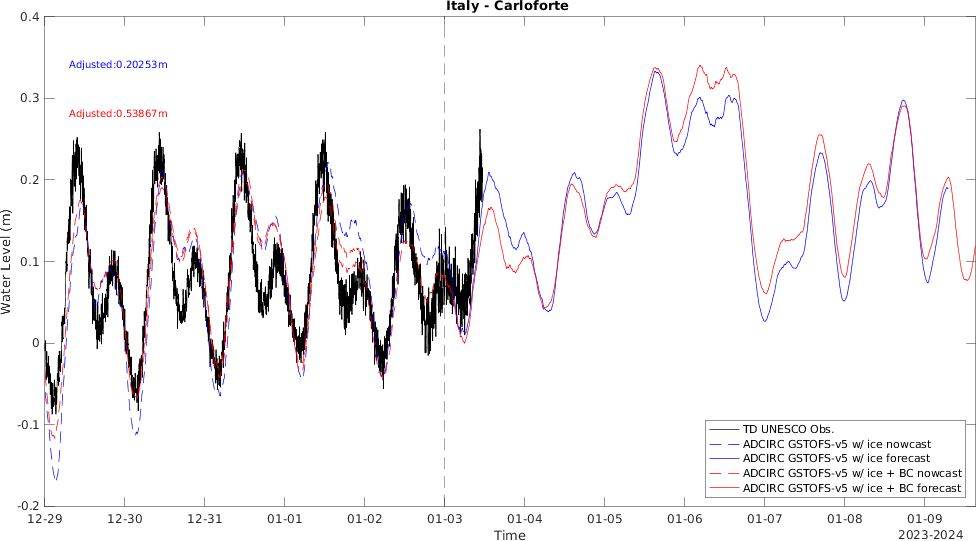 Italy - Carloforte
Adjusted:0.20253m
Adjusted:0.53867m
Water Level (m)
0.4
0.3
0.2
0.1
0
-0.1
-0.2
TD UNESCO Obs.
ADCIRC GSTOFS-v5 w/ ice nowcast
ADCIRC GSTOFS-v5 w/ ice forecast
ADCIRC GSTOFS-v5 w/ ice + BC nowcast
ADCIRC GSTOFS-v5 w/ ice + BC forecast
12-29 12-30 12-31 01-01 01-02 01-03 01-04 01-05 01-06 01-07 01-08 01-09
Time
2023-2024